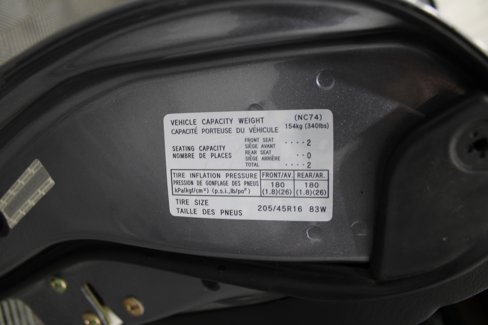 VEHICLE CAPACITY WEIGHT (NC74)
CAPACITÉ PORTEUSE DU VÉHICULE 154kg (340lbs)
SEATING CAPACITY
NOMBRE DE PLACES
FRONT SEAT
SIÈGE AVANT ····2
REAR SEAT
SIÈGE ARRIÈRE ··0
TOTAL ····2
TIRE INFLATION PRESSURE FRONT/AV. REAR/AR.
PRESSION DE GONFLAGE DES PNEUS 180 180
kPa(kgf/cm²) (p.s.i.,lb/po²) (1.8)(26) (1.8)(26)
TIRE SIZE
TAILLE DES PNEUS 205/45R16 83W